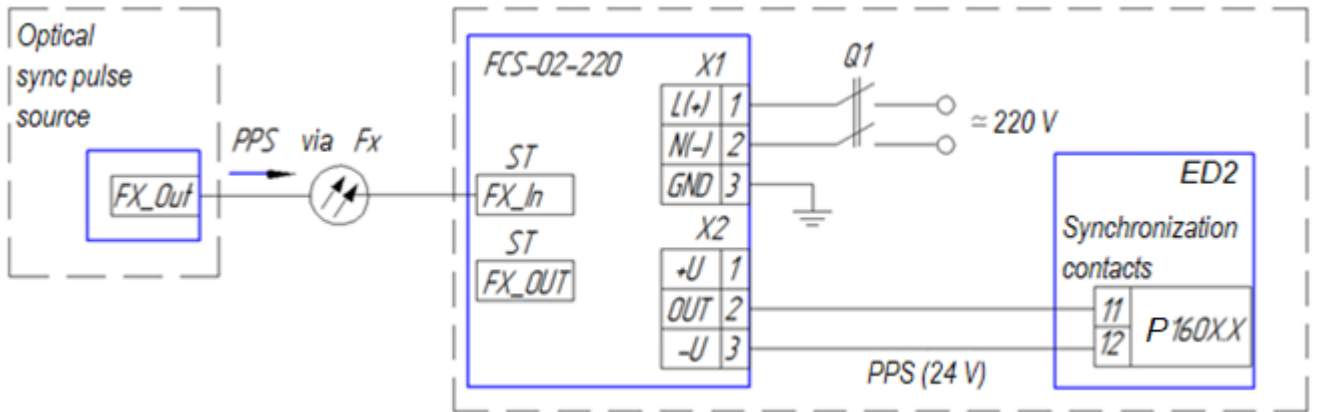 Optical
sync pulse
source
FX_Out
PPS via Fx
FCS-02-220
ST
FX_In
ST
FX_OUT
X1
L(+) 1
N(-) 2
GND 3
X2
+U 1
OUT 2
-U 3
Q1
≃ 220 V
PPS (24 V)
ED2
Synchronization
contacts
11
12
P160X.X